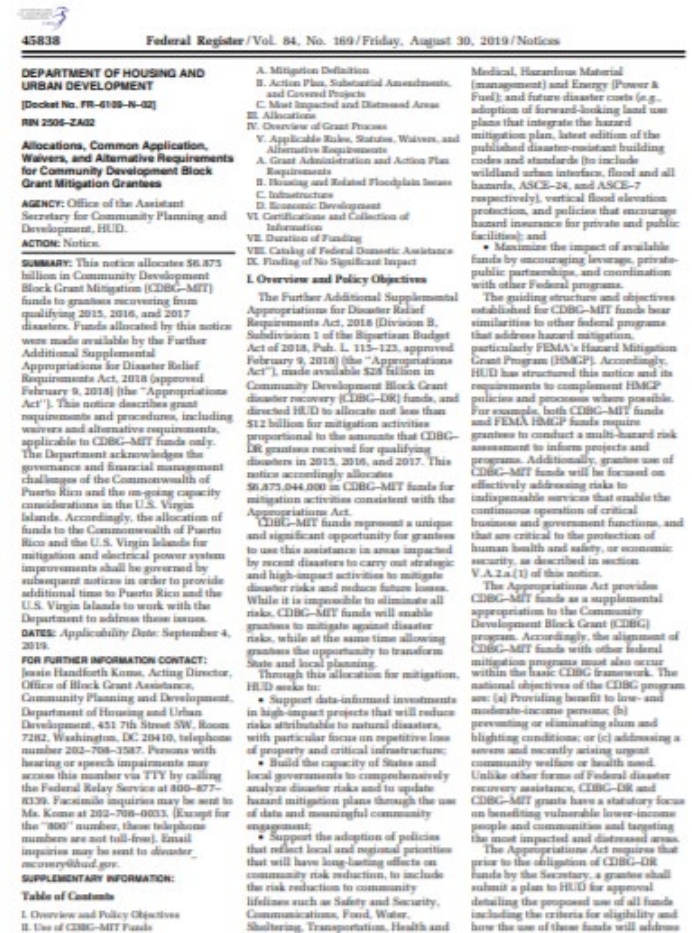 45838
Federal Register / Vol. 84, No. 169 / Friday, August 30, 2019 / Notices
DEPARTMENT OF HOUSING AND
URBAN DEVELOPMENT
[Docket No. FR–6109–N–02]
RIN 2506–ZA02
Allocations, Common Application,
Waivers, and Alternative Requirements
for Community Development Block
Grant Mitigation Grantees
AGENCY: Office of the Assistant
Secretary for Community Planning and
Development, HUD.
ACTION: Notice.
SUMMARY: This notice allocates $6.875
billion in Community Development
Block Grant Mitigation (CDBG–MIT)
funds to grantees recovering from
qualifying 2015, 2016, and 2017
disasters. Funds allocated by this notice
were made available by the Further
Additional Supplemental
Appropriations for Disaster Relief
Requirements Act, 2018 (approved
February 9, 2018) (the "Appropriations
Act"). This notice describes grant
requirements and procedures, including
waivers and alternative requirements,
applicable to CDBG–MIT funds only.
The Department acknowledges the
governance and financial management
challenges of the Commonwealth of
Puerto Rico and the on-going capacity
considerations in the U.S. Virgin
Islands. Accordingly, the allocation of
funds to the Commonwealth of Puerto
Rico and the U.S. Virgin Islands for
mitigation and electrical power system
improvements shall be governed by
subsequent notices in order to provide
additional time to Puerto Rico and the
U.S. Virgin Islands to work with the
Department to address these issues.
DATES: Applicability Date: September 4,
2019.
FOR FURTHER INFORMATION CONTACT:
Jessie Handforth Kome, Acting Director,
Office of Block Grant Assistance,
Community Planning and Development,
Department of Housing and Urban
Development, 451 7th Street SW, Room
7282, Washington, DC 20410, telephone
number 202–708–3587. Persons with
hearing or speech impairments may
access this number via TTY by calling
the Federal Relay Service at 800–877–
8339. Facsimile inquiries may be sent to
Ms. Kome at 202–708–0033. (Except for
the "800" number, these telephone
numbers are not toll-free). Email
inquiries may be sent to disaster_
recovery@hud.gov.
SUPPLEMENTARY INFORMATION:
Table of Contents
I. Overview and Policy Objectives
II. Use of CDBG–MIT Funds
A. Mitigation Definition
B. Action Plan, Substantial Amendments,
and Covered Projects
C. Most Impacted and Distressed Areas
III. Allocations
IV. Overview of Grant Process
V. Applicable Rules, Statutes, Waivers, and
Alternative Requirements
A. Grant Administration and Action Plan
Requirements
B. Housing and Related Floodplain Issues
C. Infrastructure
D. Economic Development
VI. Certifications and Collection of
Information
VII. Duration of Funding
VIII. Catalog of Federal Domestic Assistance
IX. Finding of No Significant Impact
I. Overview and Policy Objectives
The Further Additional Supplemental
Appropriations for Disaster Relief
Requirements Act, 2018 (Division B,
Subdivision 1 of the Bipartisan Budget
Act of 2018, Pub. L. 115–123, approved
February 9, 2018) (the "Appropriations
Act"), made available $28 billion in
Community Development Block Grant
disaster recovery (CDBG–DR) funds, and
directed HUD to allocate not less than
$12 billion for mitigation activities
proportional to the amounts that CDBG–
DR grantees received for qualifying
disasters in 2015, 2016, and 2017. This
notice accordingly allocates
$6,875,044,000 in CDBG–MIT funds for
mitigation activities consistent with the
Appropriations Act.
CDBG–MIT funds represent a unique
and significant opportunity for grantees
to use this assistance in areas impacted
by recent disasters to carry out strategic
and high-impact activities to mitigate
disaster risks and reduce future losses.
While it is impossible to eliminate all
risks, CDBG–MIT funds will enable
grantees to mitigate against disaster
risks, while at the same time allowing
grantees the opportunity to transform
State and local planning.
Through this allocation for mitigation,
HUD seeks to:
• Support data-informed investments
in high-impact projects that will reduce
risks attributable to natural disasters,
with particular focus on repetitive loss
of property and critical infrastructure;
• Build the capacity of States and
local governments to comprehensively
analyze disaster risks and to update
hazard mitigation plans through the use
of data and meaningful community
engagement;
• Support the adoption of policies
that reflect local and regional priorities
that will have long-lasting effects on
community risk reduction, to include
the risk reduction to community
lifelines such as Safety and Security,
Communications, Food, Water,
Sheltering, Transportation, Health and
Medical, Hazardous Material
(management) and Energy (Power &
Fuel); and future disaster costs (e.g.,
adoption of forward-looking land use
plans that integrate the hazard
mitigation plan, latest edition of the
published disaster-resistant building
codes and standards (to include
wildland urban interface, flood and all
hazards, ASCE–24, and ASCE–7
respectively), vertical flood elevation
protection, and policies that encourage
hazard insurance for private and public
facilities); and
• Maximize the impact of available
funds by encouraging leverage, private-
public partnerships, and coordination
with other Federal programs.
The guiding structure and objectives
established for CDBG–MIT funds bear
similarities to other federal programs
that address hazard mitigation,
particularly FEMA's Hazard Mitigation
Grant Program (HMGP). Accordingly,
HUD has structured this notice and its
requirements to complement HMGP
policies and processes where possible.
For example, both CDBG–MIT funds
and FEMA HMGP funds require
grantees to conduct a multi-hazard risk
assessment to inform projects and
programs. Additionally, grantee use of
CDBG–MIT funds will be focused on
effectively addressing risks to
indispensable services that enable the
continuous operation of critical
business and government functions, and
that are critical to the protection of
human health and safety, or economic
security, as described in section
V.A.2.a.(1) of this notice.
The Appropriations Act provides
CDBG–MIT funds as a supplemental
appropriation to the Community
Development Block Grant (CDBG)
program. Accordingly, the alignment of
CDBG–MIT funds with other federal
mitigation programs must also occur
within the basic CDBG framework. The
national objectives of the CDBG program
are: (a) Providing benefit to low- and
moderate-income persons; (b)
preventing or eliminating slum and
blighting conditions; or (c) addressing a
severe and recently arising urgent
community welfare or health need.
Unlike other forms of Federal disaster
recovery assistance, CDBG–DR and
CDBG–MIT grants have a statutory focus
on benefiting vulnerable lower-income
people and communities and targeting
the most impacted and distressed areas.
The Appropriations Act requires that
prior to the obligation of CDBG–DR
funds by the Secretary, a grantee shall
submit a plan to HUD for approval
detailing the proposed use of all funds
including the criteria for eligibility and
how the use of these funds will address